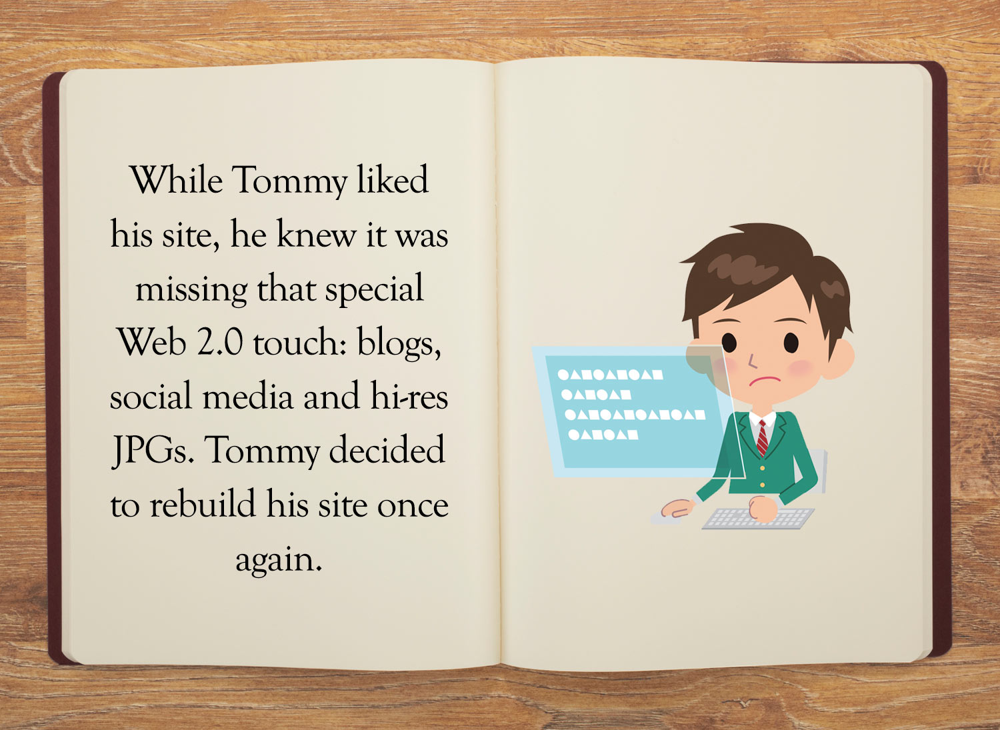 While Tommy liked
his site, he knew it was
missing that special
Web 2.0 touch: blogs,
social media and hi-res
JPGs. Tommy decided
to rebuild his site once
again.